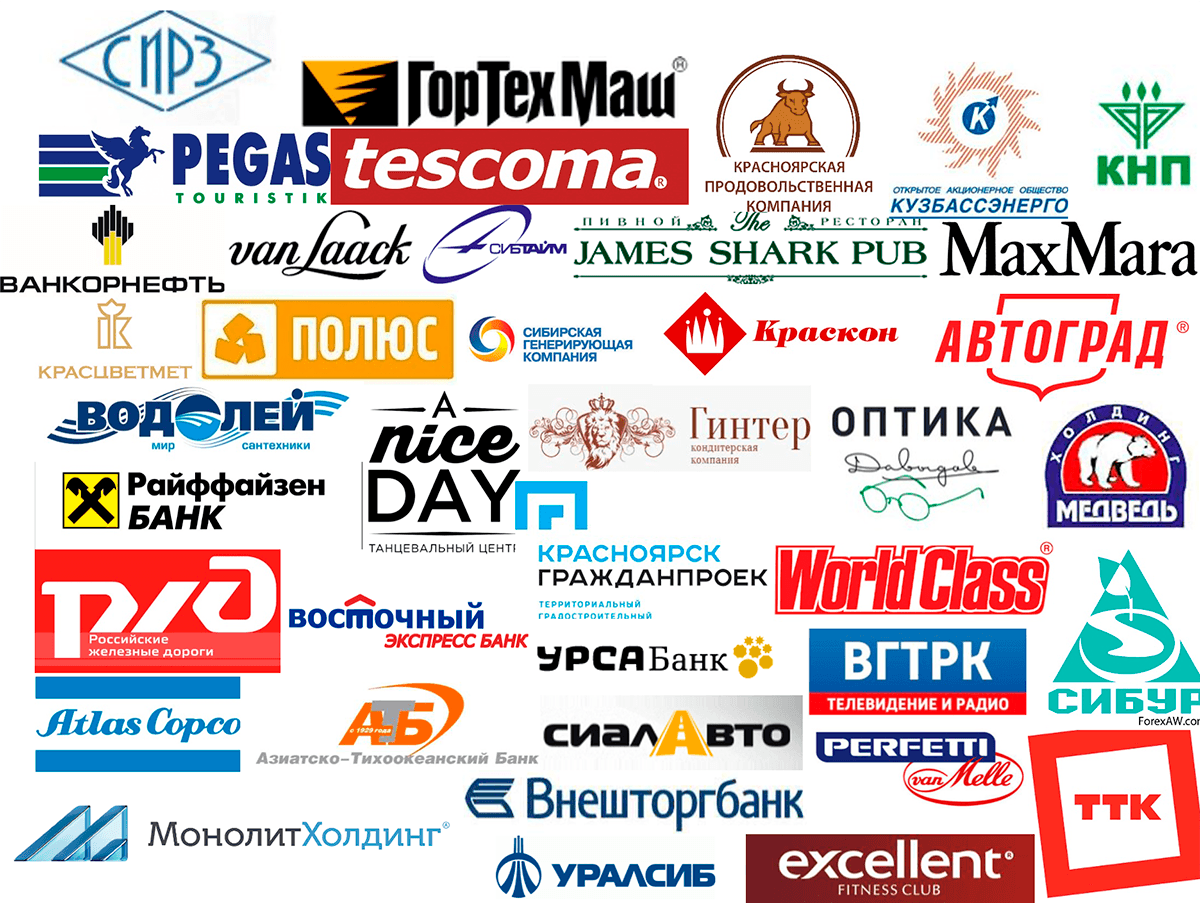 СПРЗ
ГорТехМаш®
PEGAS
TOURISTIK
tescoma®
КРАСНОЯРСКАЯ
ПРОДОВОЛЬСТВЕННАЯ
КОМПАНИЯ
К
ОТКРЫТОЕ АКЦИОНЕРНОЕ ОБЩЕСТВО
КУЗБАССЭНЕРГО
КНП
ВАНКОРНЕФТЬ
van Laack
СИБТАЙМ
ПИВНОЙ The РЕСТОРАН
JAMES SHARK PUB
MaxMara
КРАСЦВЕТМЕТ
ПОЛЮС
СИБИРСКАЯ
ГЕНЕРИРУЮЩАЯ
КОМПАНИЯ
Краскон
АВТОГРАД®
ВОДОЛЕЙ
мир сантехники
A
nice
DAY
ТАНЦЕВАЛЬНЫЙ ЦЕНТР
Гинтер
кондитерская
компания
ОПТИКА
ХОЛДИНГ
МЕДВЕДЬ
Райффайзен
БАНК
КРАСНОЯРСК
ГРАЖДАНПРОЕК
ТЕРРИТОРИАЛЬНЫЙ
ГРАДОСТРОИТЕЛЬНЫЙ
World Class®
СИБУР
ForexAW.com
РЖД
Российские
железные дороги
ВОСТОЧНЫЙ
ЭКСПРЕСС БАНК
УРСА Банк
ВГТРК
ТЕЛЕВИДЕНИЕ И РАДИО
Atlas Copco
АТБ
с 1929 года
Азиатско-Тихоокеанский Банк
СИАЛАВТО
PERFETTI
van Melle
ТТК
МонолитХолдинг®
Внешторгбанк
УРАЛСИБ
excellent®
FITNESS CLUB